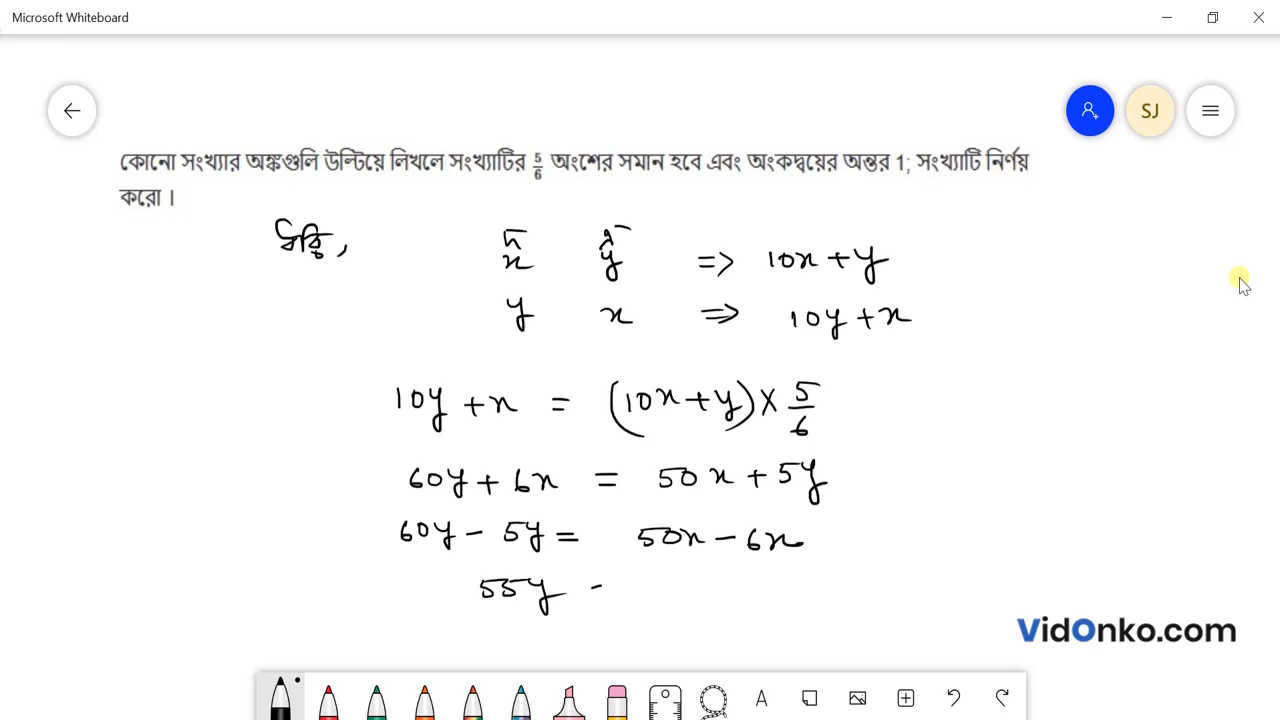 Microsoft Whiteboard
SJ
কোনো সংখ্যার অঙ্কগুলি উল্টিয়ে লিখলে সংখ্যাটির 5/6 অংশের সমান হবে এবং অংকদ্বয়ের অন্তর 1; সংখ্যাটি নির্ণয়
করো ।
ধরি,
x y => 10x + y
y x => 10y + x
10y + x = (10x + y) × 5/6
60y + 6x = 50x + 5y
60y - 5y = 50x - 6x
55y -
VidOnko.com
A